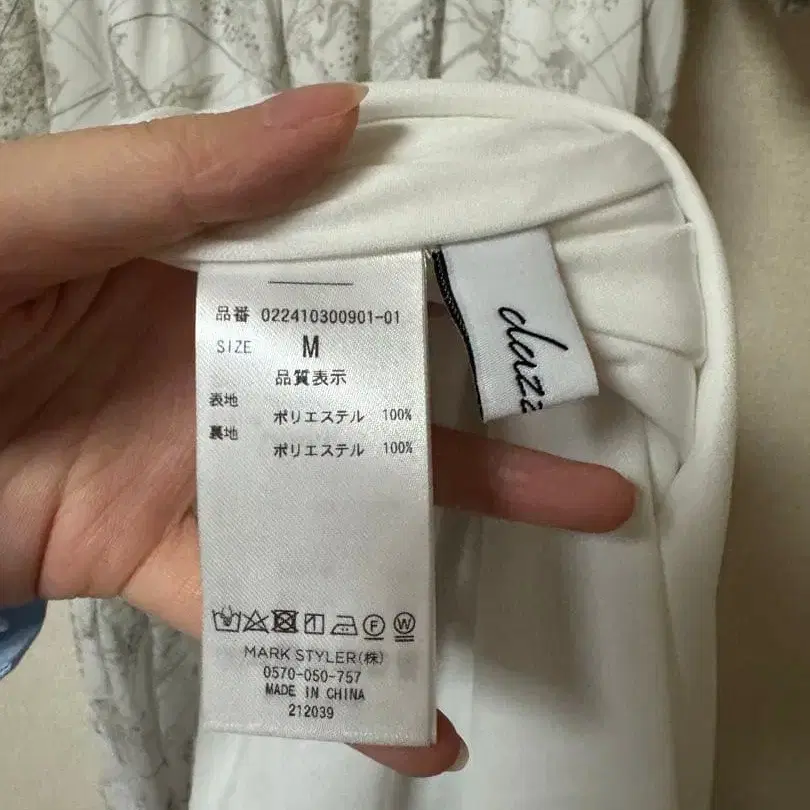 品番 022410300901-01
SIZE M
品質表示
表地 ポリエステル 100%
裏地 ポリエステル 100%
F W
MARK STYLER(株)
0570-050-757
MADE IN CHINA
212039
daz